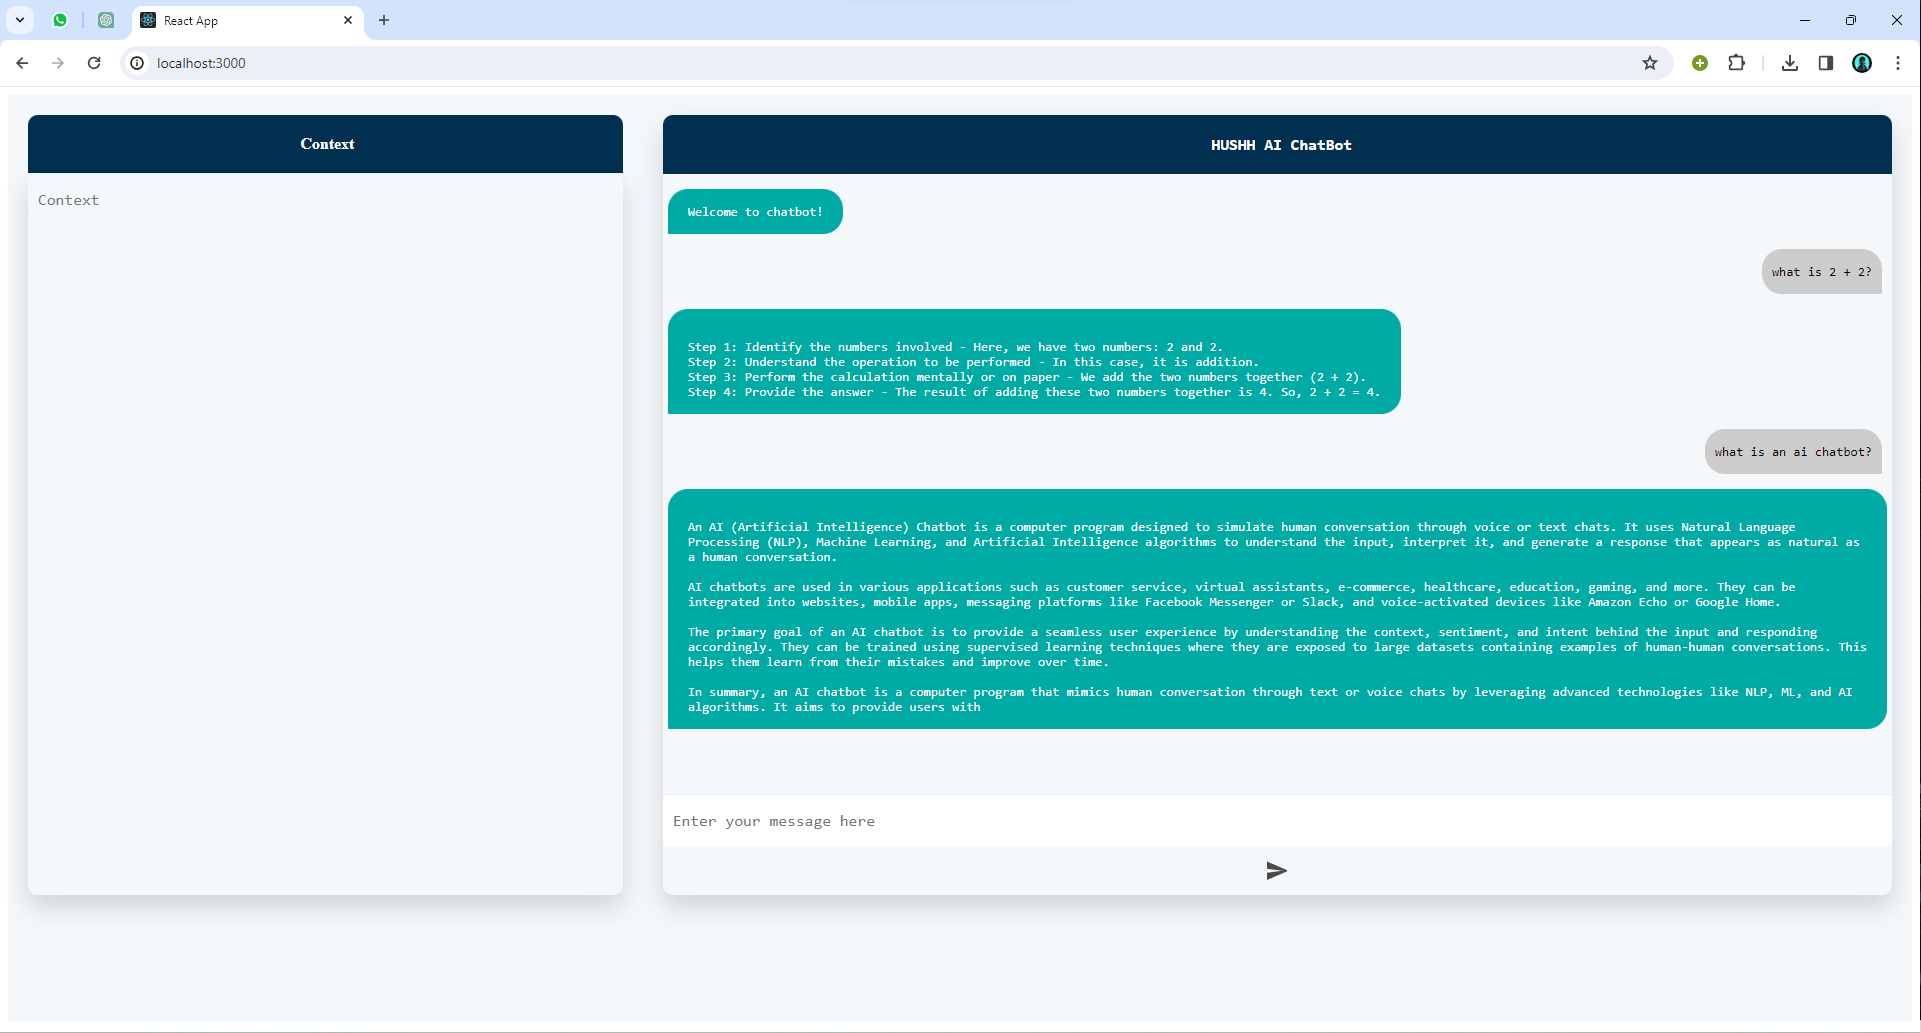 React App
localhost:3000
Context
Context
HUSHH AI ChatBot
Welcome to chatbot!
what is 2 + 2?
Step 1: Identify the numbers involved - Here, we have two numbers: 2 and 2.
Step 2: Understand the operation to be performed - In this case, it is addition.
Step 3: Perform the calculation mentally or on paper - We add the two numbers together (2 + 2).
Step 4: Provide the answer - The result of adding these two numbers together is 4. So, 2 + 2 = 4.
what is an ai chatbot?
An AI (Artificial Intelligence) Chatbot is a computer program designed to simulate human conversation through voice or text chats. It uses Natural Language
Processing (NLP), Machine Learning, and Artificial Intelligence algorithms to understand the input, interpret it, and generate a response that appears as natural as
a human conversation.
AI chatbots are used in various applications such as customer service, virtual assistants, e-commerce, healthcare, education, gaming, and more. They can be
integrated into websites, mobile apps, messaging platforms like Facebook Messenger or Slack, and voice-activated devices like Amazon Echo or Google Home.
The primary goal of an AI chatbot is to provide a seamless user experience by understanding the context, sentiment, and intent behind the input and responding
accordingly. They can be trained using supervised learning techniques where they are exposed to large datasets containing examples of human-human conversations. This
helps them learn from their mistakes and improve over time.
In summary, an AI chatbot is a computer program that mimics human conversation through text or voice chats by leveraging advanced technologies like NLP, ML, and AI
algorithms. It aims to provide users with
Enter your message here